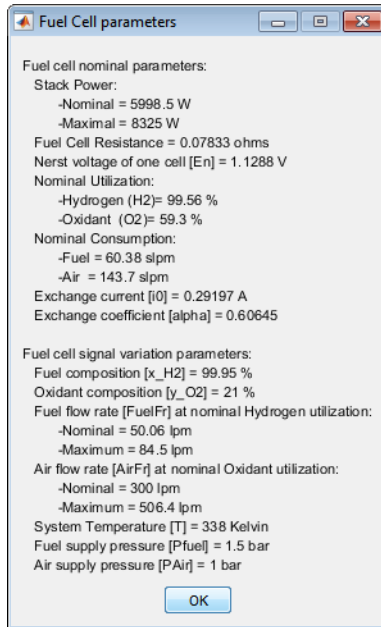 Fuel Cell parameters
Fuel cell nominal parameters:
Stack Power:
-Nominal = 5998.5 W
-Maximal = 8325 W
Fuel Cell Resistance = 0.07833 ohms
Nerst voltage of one cell [En] = 1.1288 V
Nominal Utilization:
-Hydrogen (H2)= 99.56 %
-Oxidant (O2)= 59.3 %
Nominal Consumption:
-Fuel = 60.38 slpm
-Air = 143.7 slpm
Exchange current [i0] = 0.29197 A
Exchange coefficient [alpha] = 0.60645
Fuel cell signal variation parameters:
Fuel composition [x_H2] = 99.95 %
Oxidant composition [y_O2] = 21 %
Fuel flow rate [FuelFr] at nominal Hydrogen utilization:
-Nominal = 50.06 lpm
-Maximum = 84.5 lpm
Air flow rate [AirFr] at nominal Oxidant utilization:
-Nominal = 300 lpm
-Maximum = 506.4 lpm
System Temperature [T] = 338 Kelvin
Fuel supply pressure [Pfuel] = 1.5 bar
Air supply pressure [PAir] = 1 bar
OK